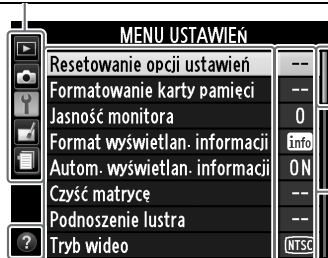 MENU USTAWIEŃ
Resetowanie opcji ustawień --
Formatowanie karty pamięci --
Jasność monitora 0
Format wyświetlan. informacji info
Autom. wyświetlan. informacji ON
Czyść matrycę --
Podnoszenie lustra --
? Tryb wideo NTSC